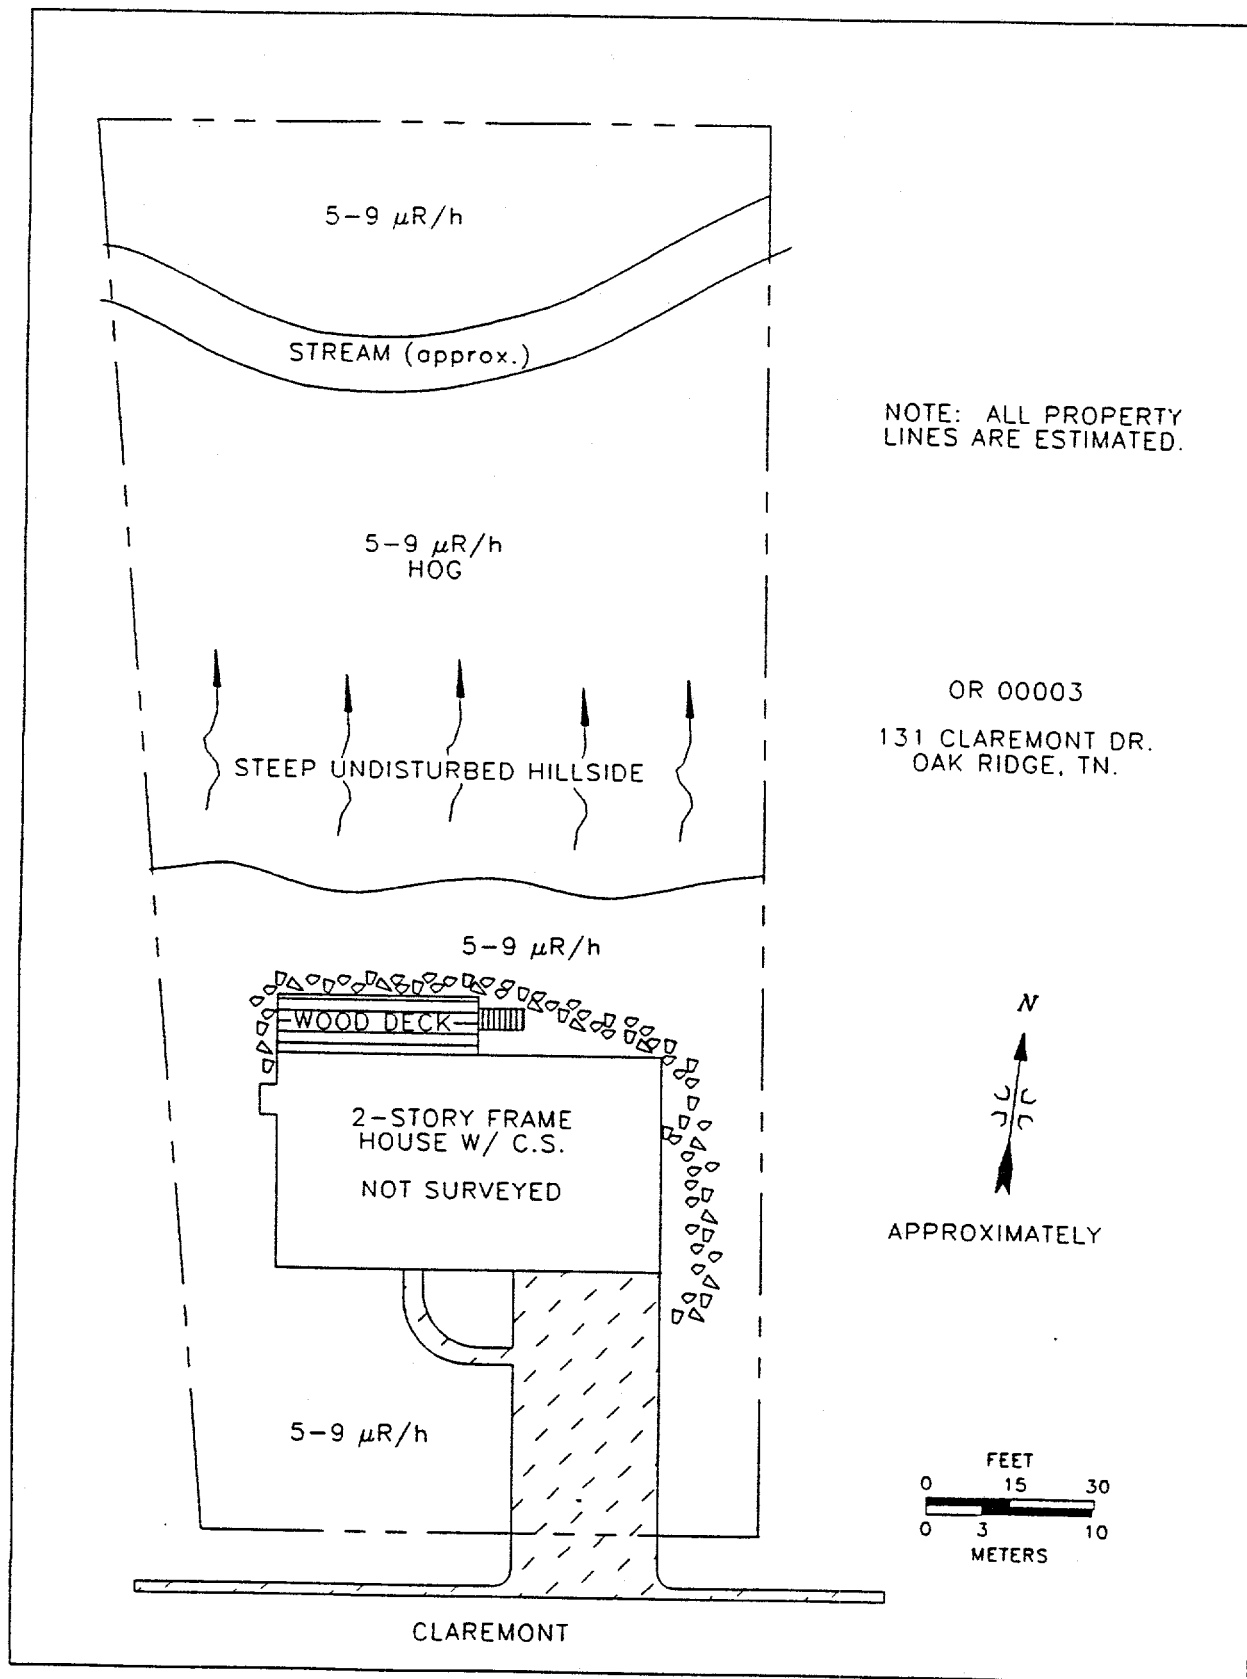 5-9 μR/h
STREAM (approx.)
NOTE: ALL PROPERTY
LINES ARE ESTIMATED.
5-9 μR/h
HOG
OR 00003
131 CLAREMONT DR.
OAK RIDGE, TN.
STEEP UNDISTURBED HILLSIDE
5-9 μR/h
WOOD DECK
N
2-STORY FRAME
HOUSE W/ C.S.
NOT SURVEYED
APPROXIMATELY
5-9 μR/h
FEET
0 15 30
0 3 10
METERS
CLAREMONT